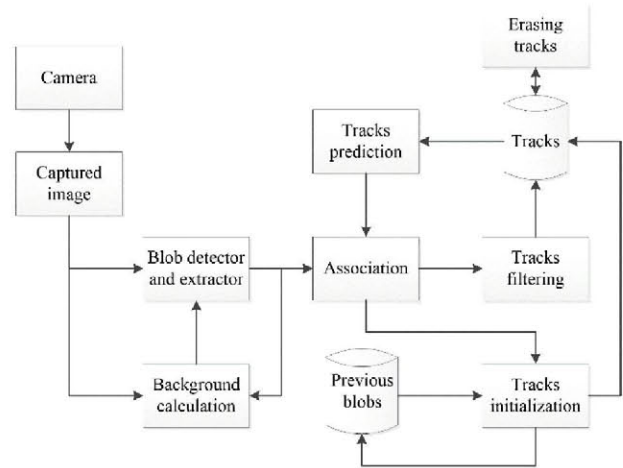 Erasing
tracks
Camera
Tracks
prediction
Tracks
Captured
image
Blob detector
and extractor
Association
Tracks
filtering
Background
calculation
Previous
blobs
Tracks
initialization